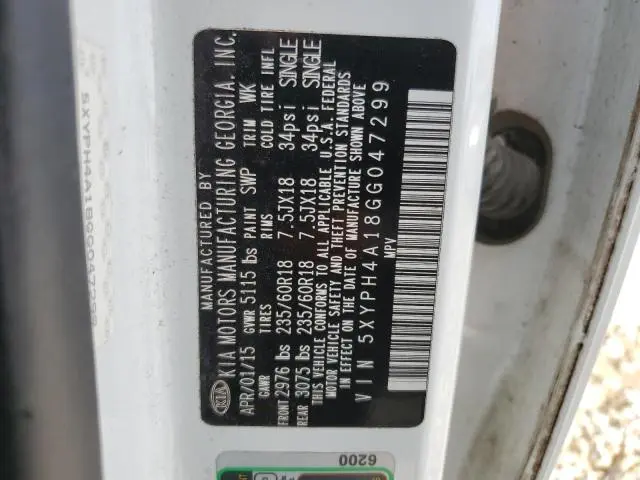 MANUFACTURED BY
KIA KIA MOTORS MANUFACTURING GEORGIA, INC.
APR/01/15 GVWR 5115 lbs PAINT SWP TRIM WK
GAWR TIRES RIMS COLD TIRE INFL
FRONT 2976 lbs 235/60R18 7.5JX18 34psi SINGLE
REAR 3075 lbs 235/60R18 7.5JX18 34psi SINGLE
THIS VEHICLE CONFORMS TO ALL APPLICABLE U.S.A. FEDERAL
MOTOR VEHICLE SAFETY AND THEFT PREVENTION STANDARDS
IN EFFECT ON THE DATE OF MANUFACTURE SHOWN ABOVE
VIN 5XYPH4A18GG047299
MPV
5XYPH4A18GG047299
6200